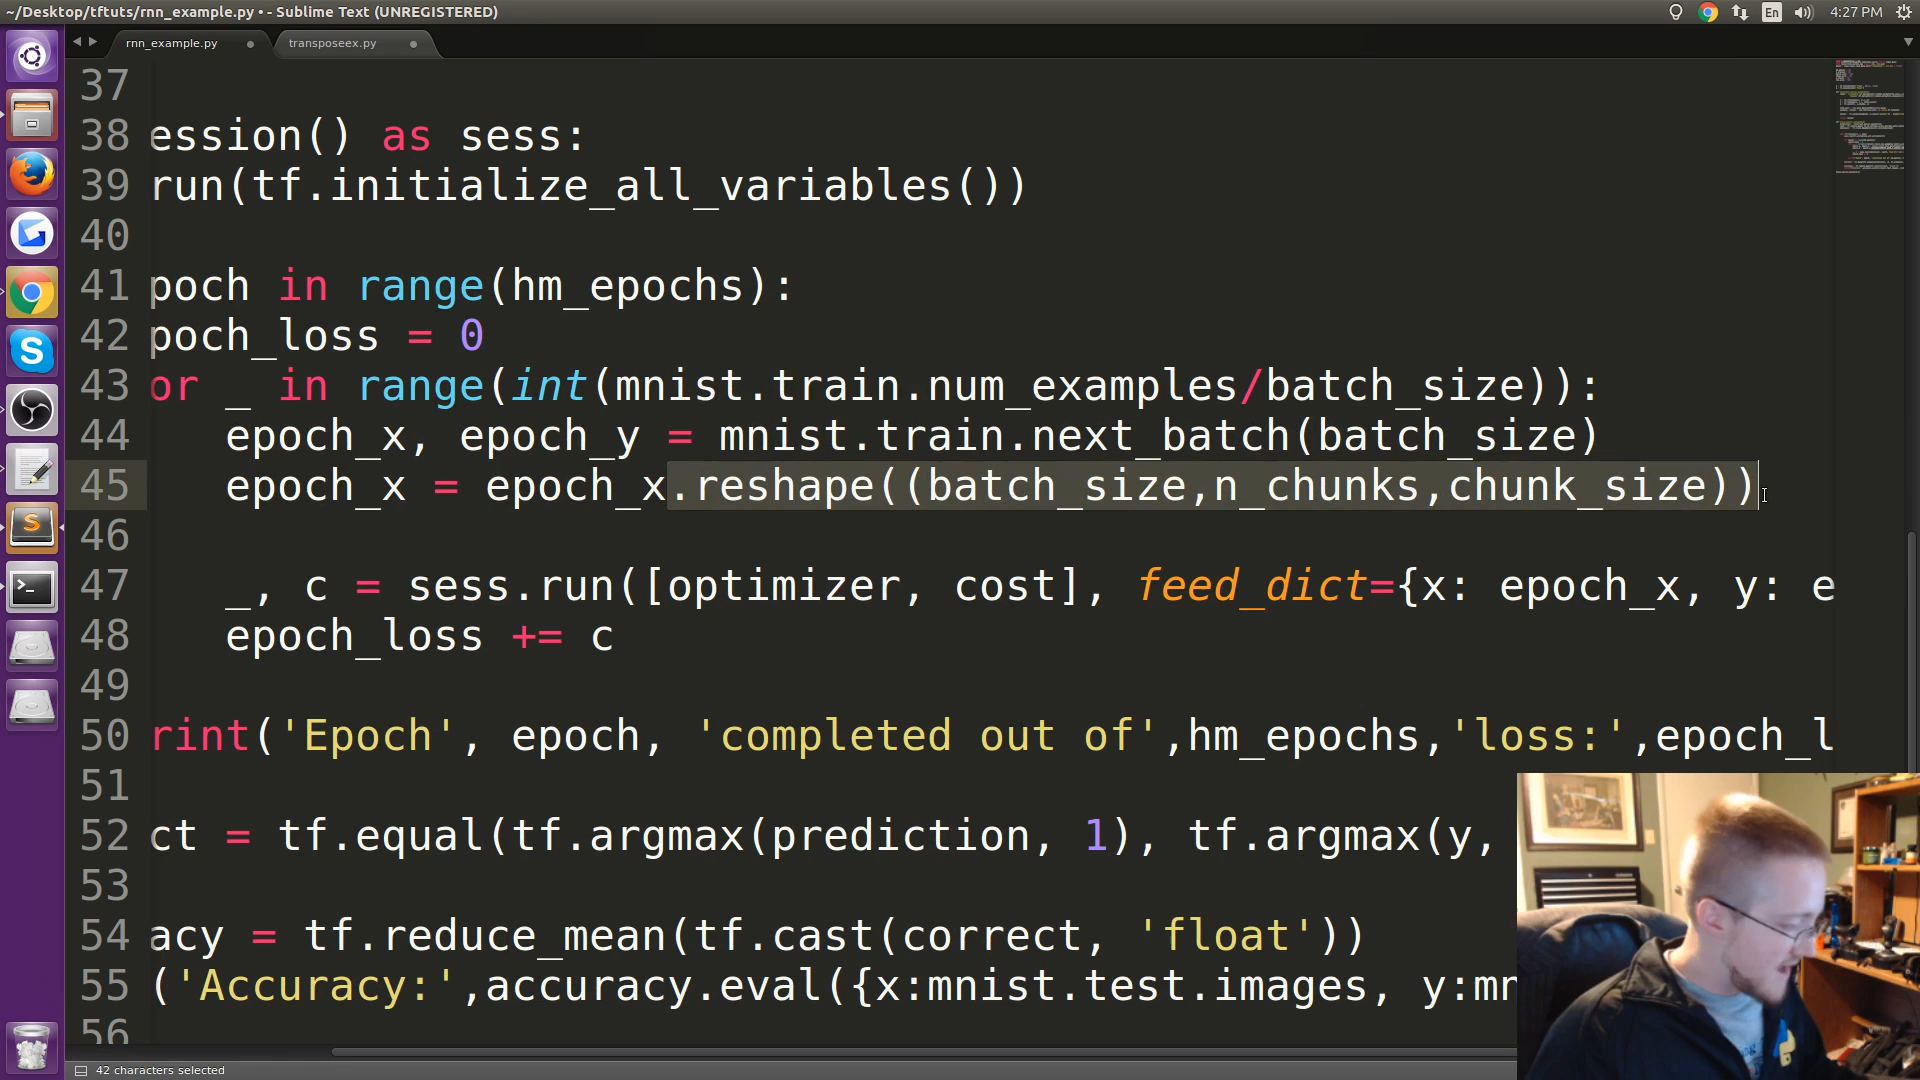 ~/Desktop/tftuts/rnn_example.py • - Sublime Text (UNREGISTERED)
En
4:27 PM
rnn_example.py
transposeex.py
37
38 ession() as sess:
39 run(tf.initialize_all_variables())
40
41 poch in range(hm_epochs):
42 poch_loss = 0
43 or _ in range(int(mnist.train.num_examples/batch_size)):
44 epoch_x, epoch_y = mnist.train.next_batch(batch_size)
45 epoch_x = epoch_x.reshape((batch_size,n_chunks,chunk_size))
46
47 _, c = sess.run([optimizer, cost], feed_dict={x: epoch_x, y: e
48 epoch_loss += c
49
50 rint('Epoch', epoch, 'completed out of',hm_epochs,'loss:',epoch_l
51
52 ct = tf.equal(tf.argmax(prediction, 1), tf.argmax(y,
53
54 acy = tf.reduce_mean(tf.cast(correct, 'float'))
55 ('Accuracy:',accuracy.eval({x:mnist.test.images, y:mn
56
42 characters selected